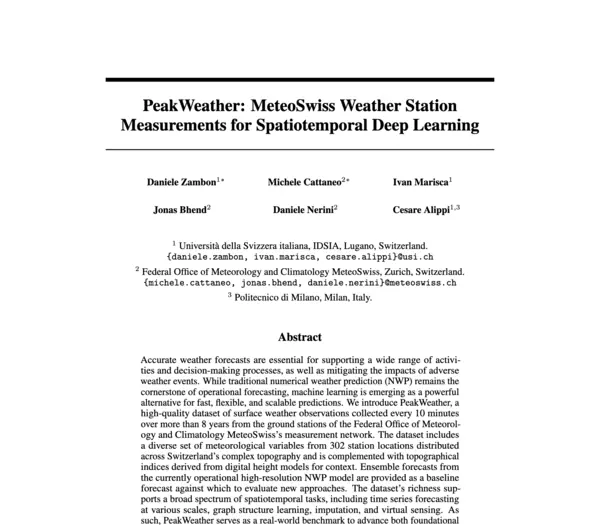 PeakWeather: MeteoSwiss Weather Station
Measurements for Spatiotemporal Deep Learning
Daniele Zambon1∗ Michele Cattaneo2∗ Ivan Marisca1
Jonas Bhend2 Daniele Nerini2 Cesare Alippi1,3
1 Università della Svizzera italiana, IDSIA, Lugano, Switzerland.
{daniele.zambon, ivan.marisca, cesare.alippi}@usi.ch
2 Federal Office of Meteorology and Climatology MeteoSwiss, Zurich, Switzerland.
{michele.cattaneo, jonas.bhend, daniele.nerini}@meteoswiss.ch
3 Politecnico di Milano, Milan, Italy.
Abstract
Accurate weather forecasts are essential for supporting a wide range of activi-
ties and decision-making processes, as well as mitigating the impacts of adverse
weather events. While traditional numerical weather prediction (NWP) remains the
cornerstone of operational forecasting, machine learning is emerging as a powerful
alternative for fast, flexible, and scalable predictions. We introduce PeakWeather, a
high-quality dataset of surface weather observations collected every 10 minutes
over more than 8 years from the ground stations of the Federal Office of Meteorol-
ogy and Climatology MeteoSwiss's measurement network. The dataset includes
a diverse set of meteorological variables from 302 station locations distributed
across Switzerland's complex topography and is complemented with topographical
indices derived from digital height models for context. Ensemble forecasts from
the currently operational high-resolution NWP model are provided as a baseline
forecast against which to evaluate new approaches. The dataset's richness sup-
ports a broad spectrum of spatiotemporal tasks, including time series forecasting
at various scales, graph structure learning, imputation, and virtual sensing. As
such, PeakWeather serves as a real-world benchmark to advance both foundational